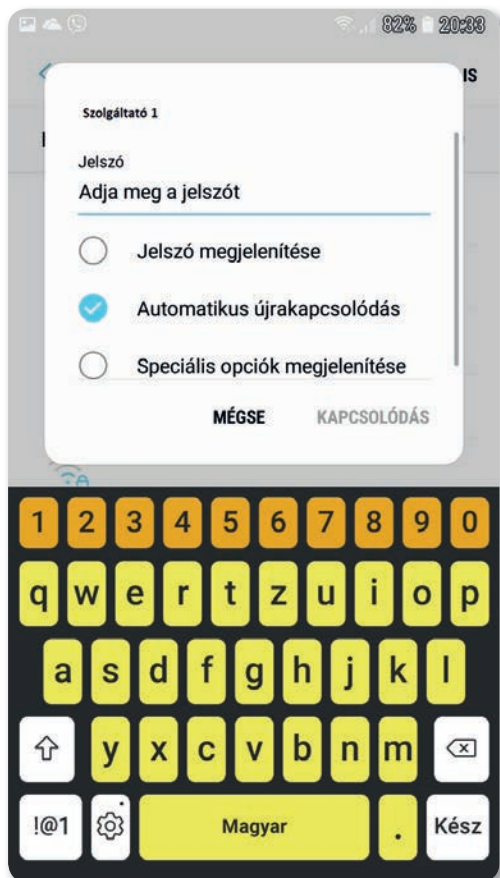 82% 20:33
IS
Szolgáltató 1
Jelszó
Adja meg a jelszót
Jelszó megjelenítése
Automatikus újrakapcsolódás
Speciális opciók megjelenítése
MÉGSE KAPCSOLÓDÁS
1 2 3 4 5 6 7 8 9 0
q w e r t z u i o p
a s d f g h j k l
y x c v b n m
!@1 Magyar . Kész